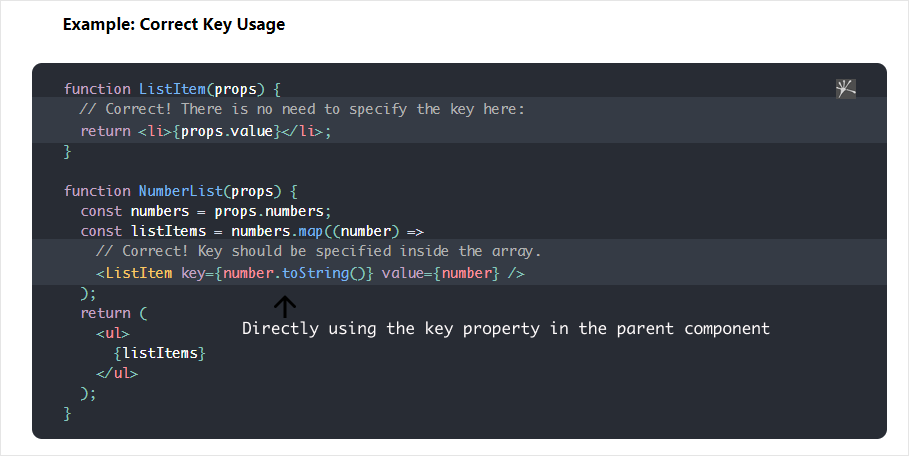 Example: Correct Key Usage
function ListItem(props) {
  // Correct! There is no need to specify the key here:
  return <li>{props.value}</li>;
}
function NumberList(props) {
  const numbers = props.numbers;
  const listItems = numbers.map((number) =>
    // Correct! Key should be specified inside the array.
    <ListItem key={number.toString()} value={number} />
  );
  return (
Directly using the key property in the parent component
    <ul>
      {listItems}
    </ul>
  );
}